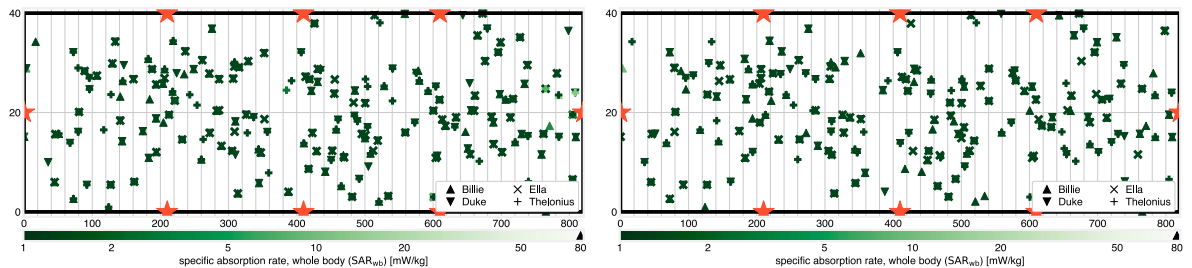 40 40
20 20
Billie Ella Billie Ella
Duke Thelonius Duke Thelonius
0 0
0 100 200 300 400 500 600 700 800 0 100 200 300 400 500 600 700 800
1 2 5 10 20 50 80 1 2 5 10 20 50 80
specific absorption rate, whole body (SARwb) [mW/kg] specific absorption rate, whole body (SARwb) [mW/kg]